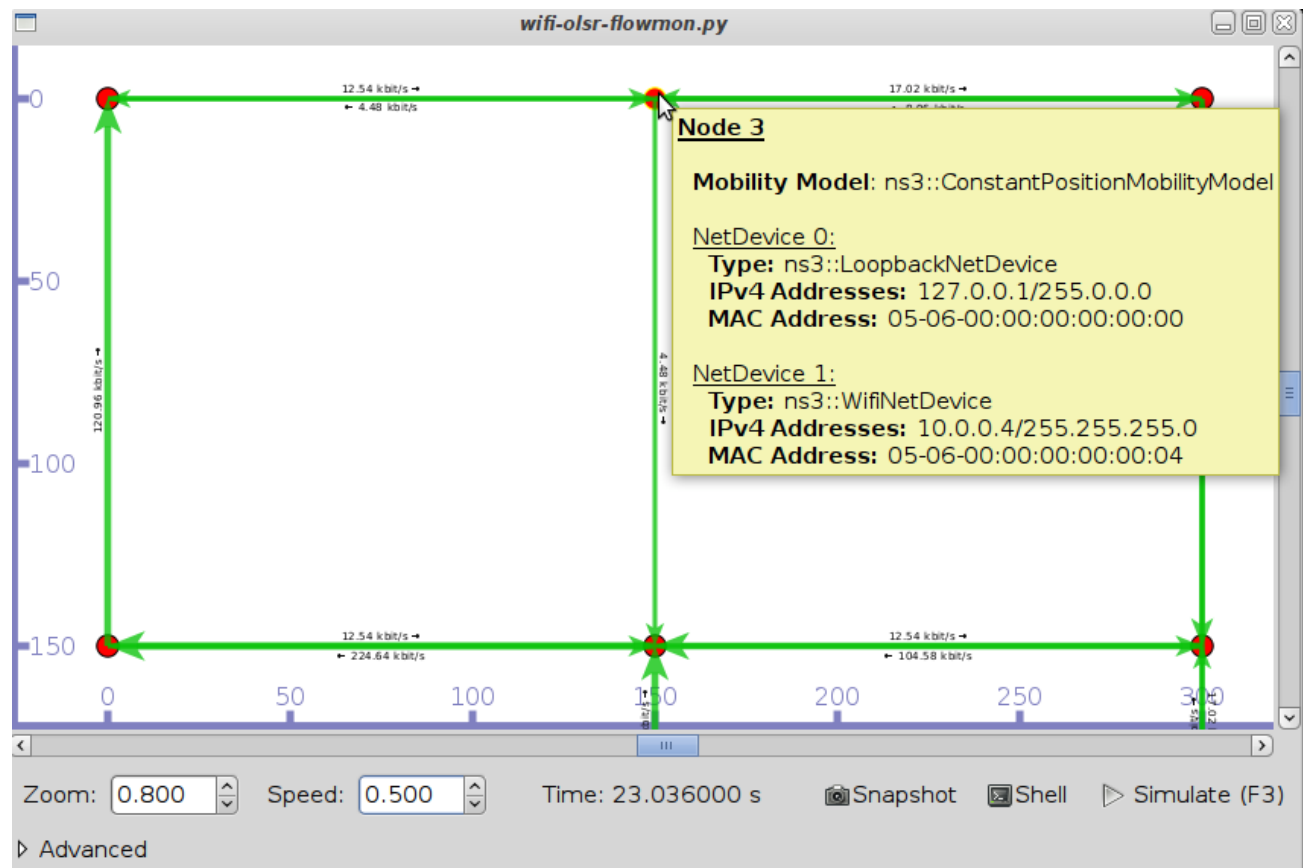 wifi-olsr-flowmon.py
0
12.54 kbit/s →
← 4.48 kbit/s
17.02 kbit/s →
Node 3
Mobility Model: ns3::ConstantPositionMobilityModel
NetDevice 0:
Type: ns3::LoopbackNetDevice
IPv4 Addresses: 127.0.0.1/255.0.0.0
MAC Address: 05-06-00:00:00:00:00:00
NetDevice 1:
Type: ns3::WifiNetDevice
IPv4 Addresses: 10.0.0.4/255.255.255.0
MAC Address: 05-06-00:00:00:00:00:04
50
120.96 kbit/s →
4.48 kbit/s →
100
150
12.54 kbit/s →
← 224.64 kbit/s
12.54 kbit/s →
← 104.58 kbit/s
0 50 100 150 200 250 300
17.02
Zoom: 0.800 Speed: 0.500 Time: 23.036000 s Snapshot Shell Simulate (F3)
Advanced